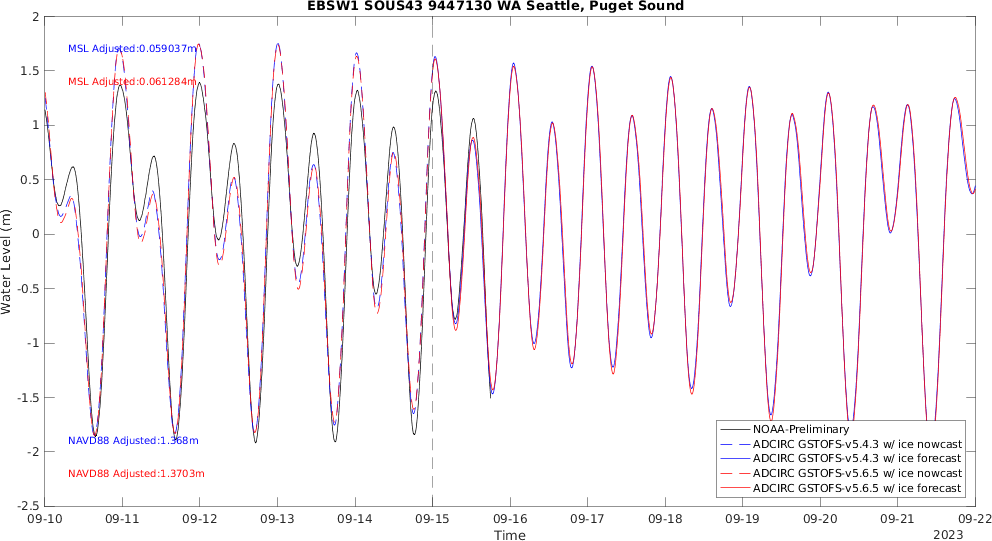 EBSW1 SOUS43 9447130 WA Seattle, Puget Sound
2
1.5
1
0.5
0
-0.5
-1
-1.5
-2
-2.5
Water Level (m)
MSL Adjusted:0.059037m
MSL Adjusted:0.061284m
NAVD88 Adjusted:1.368m
NAVD88 Adjusted:1.3703m
NOAA-Preliminary
ADCIRC GSTOFS-v5.4.3 w/ ice nowcast
ADCIRC GSTOFS-v5.4.3 w/ ice forecast
ADCIRC GSTOFS-v5.6.5 w/ ice nowcast
ADCIRC GSTOFS-v5.6.5 w/ ice forecast
09-10 09-11 09-12 09-13 09-14 09-15 09-16 09-17 09-18 09-19 09-20 09-21 09-22
Time
2023